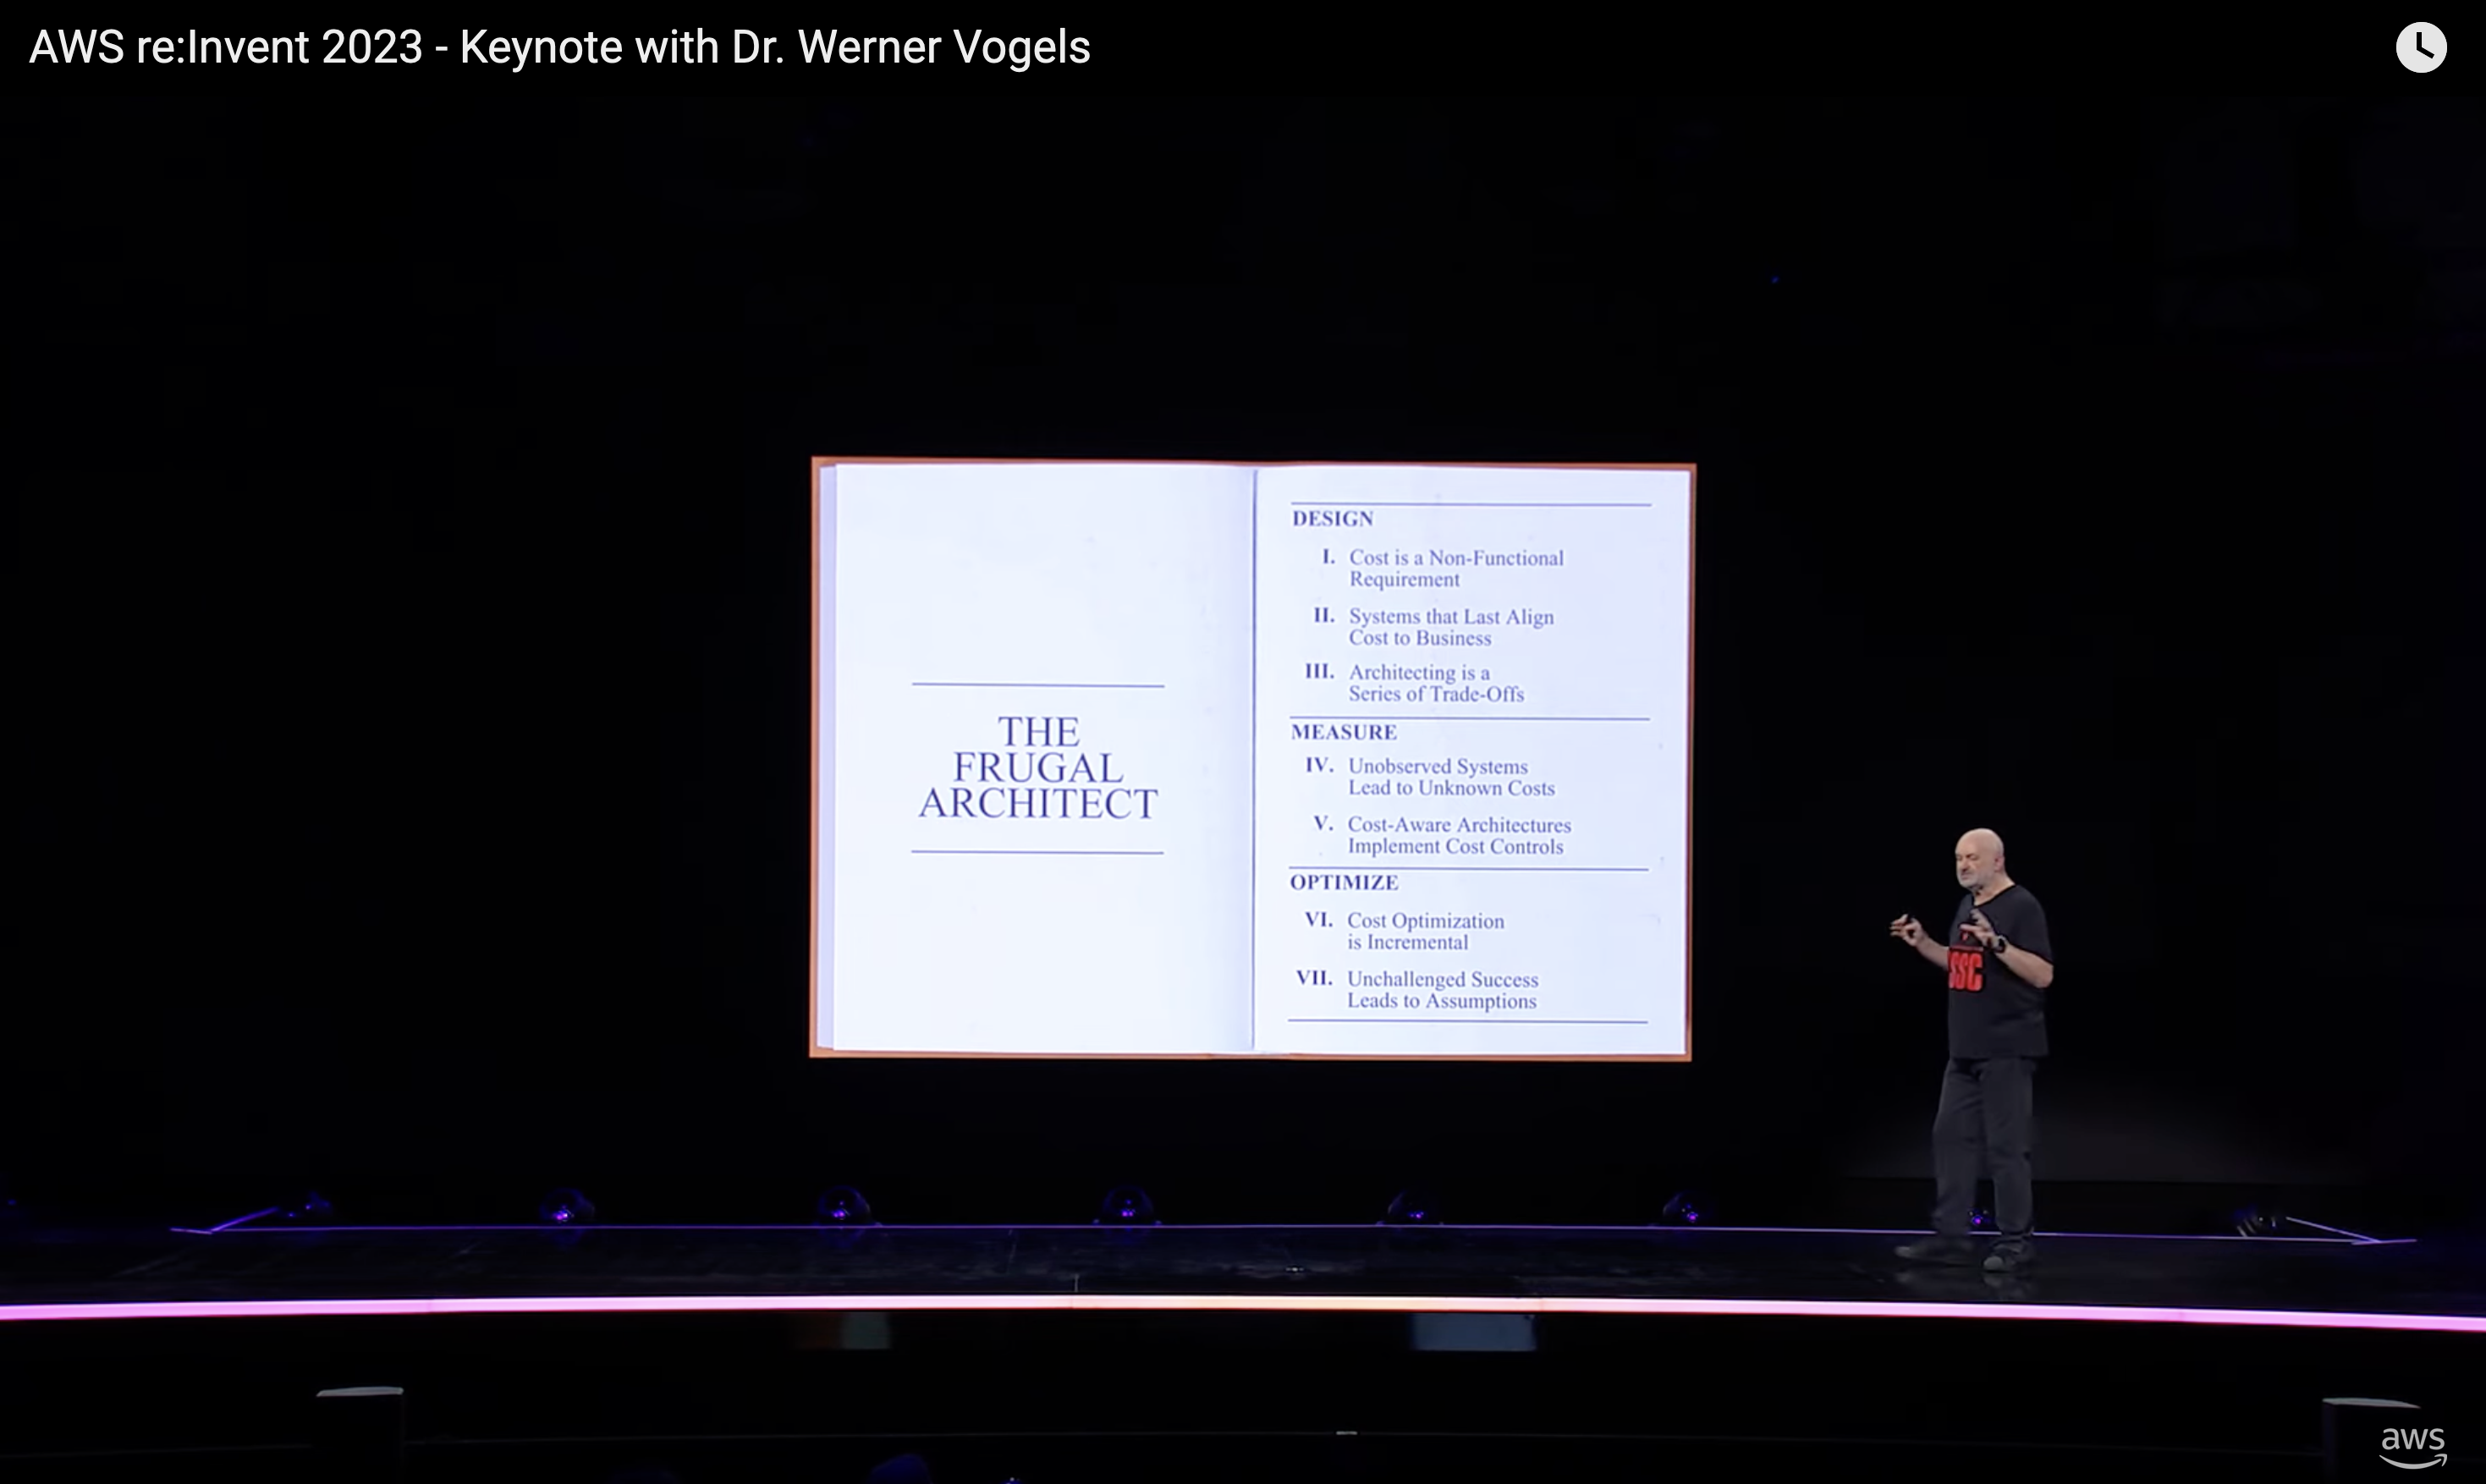 AWS re:Invent 2023 - Keynote with Dr. Werner Vogels
THE
FRUGAL
ARCHITECT
DESIGN
I. Cost is a Non-Functional
Requirement
II. Systems that Last Align
Cost to Business
III. Architecting is a
Series of Trade-Offs
MEASURE
IV. Unobserved Systems
Lead to Unknown Costs
V. Cost-Aware Architectures
Implement Cost Controls
OPTIMIZE
VI. Cost Optimization
is Incremental
VII. Unchallenged Success
Leads to Assumptions
aws